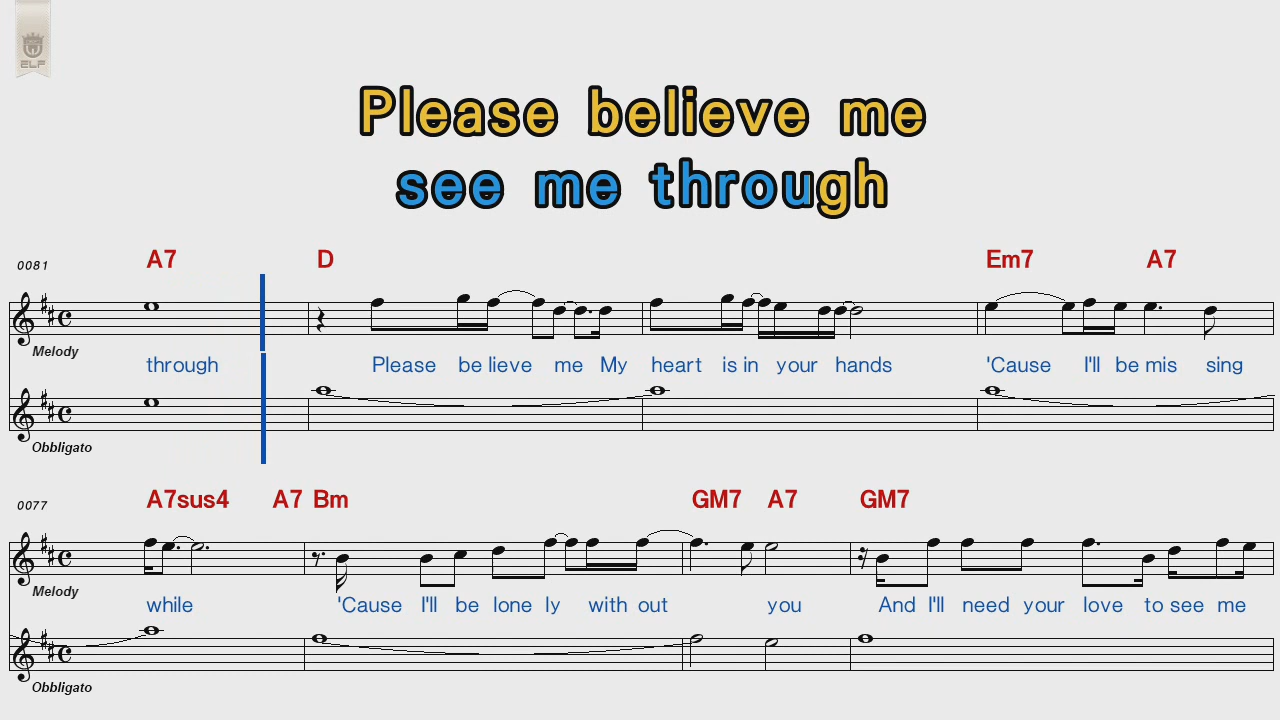 ELF
Please believe me
see me through
0081 A7 D Em7 A7
Melody
through Please be lieve me My heart is in your hands 'Cause I'll be mis sing
Obbligato
0077 A7sus4 A7 Bm GM7 A7 GM7
Melody
while 'Cause I'll be lone ly with out you And I'll need your love to see me
Obbligato